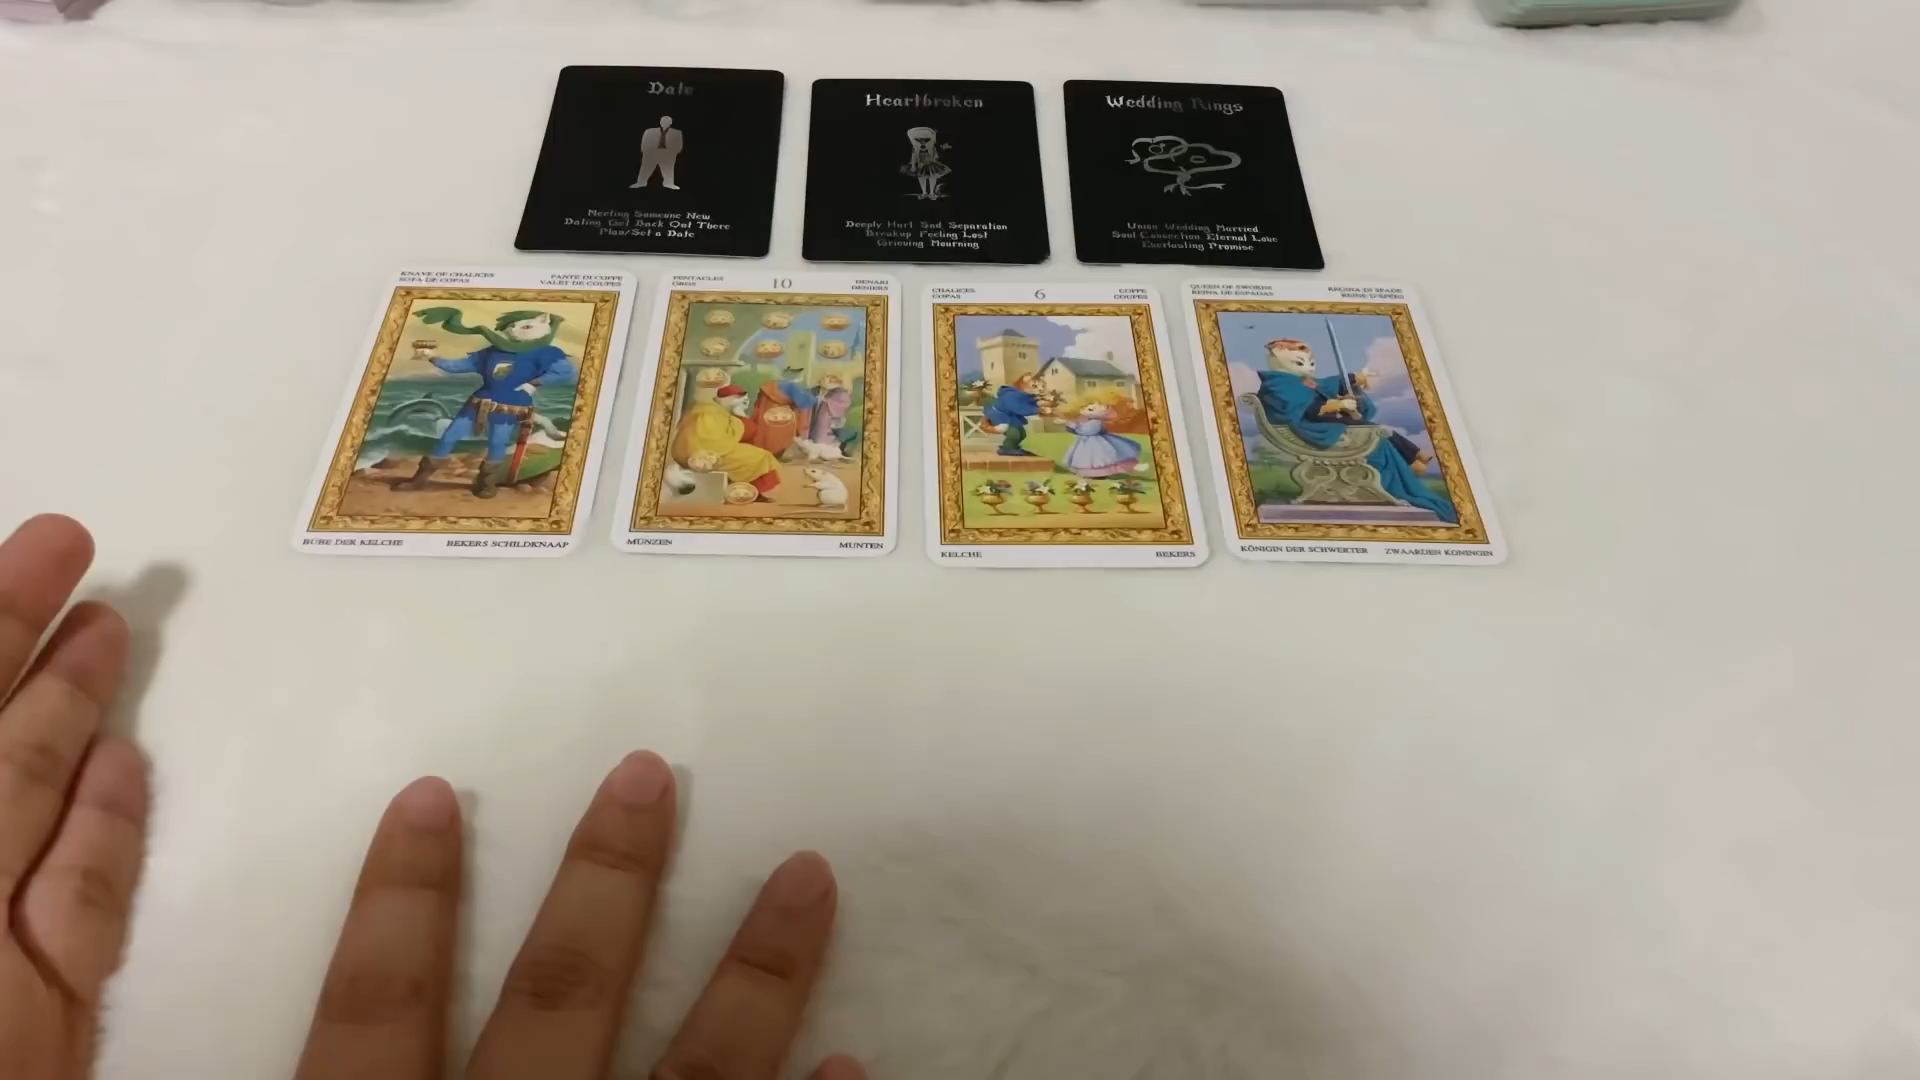 Date
Meeting Someone New
Dating Get Back Out There
Plan/Set a Date
Heartbroken
Deeply Hurt Sad Separation
Breakup Feeling Lost
Grieving Mourning
Wedding Rings
Union Wedding Married
Soul Connection Eternal Love
Everlasting Promise
KNAVE OF CHALICES
SOTA DE COPAS
FANTE DI COPPE
VALET DE COUPES
BUBE DER KELCHE
BEKERS SCHILDKNAAP
PENTACLES
OROS
10
DENARI
DENIERS
MÜNZEN
MUNTEN
CHALICES
COPAS
6
COPPE
COUPES
KELCHE
BEKERS
QUEEN OF SWORDS
REINA DE ESPADAS
REGINA DI SPADE
REINE D'ÉPÉES
KÖNIGIN DER SCHWERTER
ZWAARDEN KONINGIN